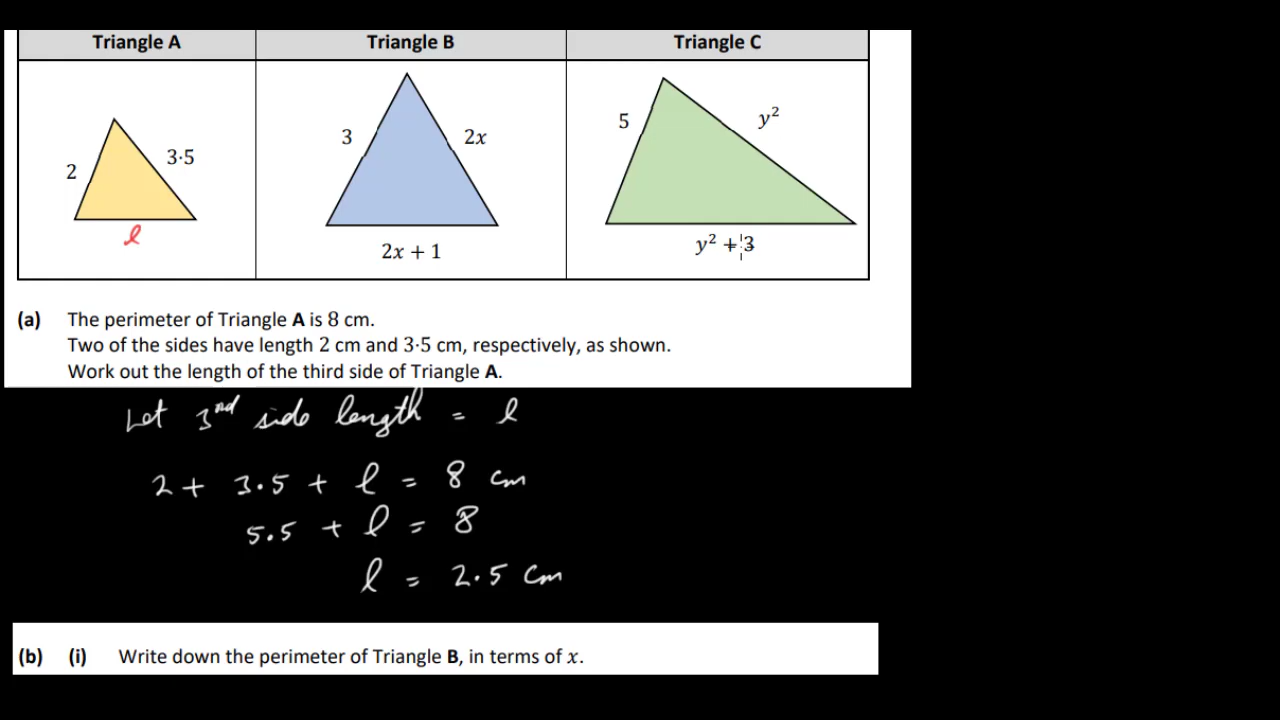 Triangle A Triangle B Triangle C
2 3·5 l
3 2x 2x + 1
5 y² y² + 3
(a) The perimeter of Triangle A is 8 cm.
Two of the sides have length 2 cm and 3·5 cm, respectively, as shown.
Work out the length of the third side of Triangle A.
Let 3nd side length = l
2 + 3.5 + l = 8 cm
5.5 + l = 8
l = 2.5 cm
(b) (i) Write down the perimeter of Triangle B, in terms of x.